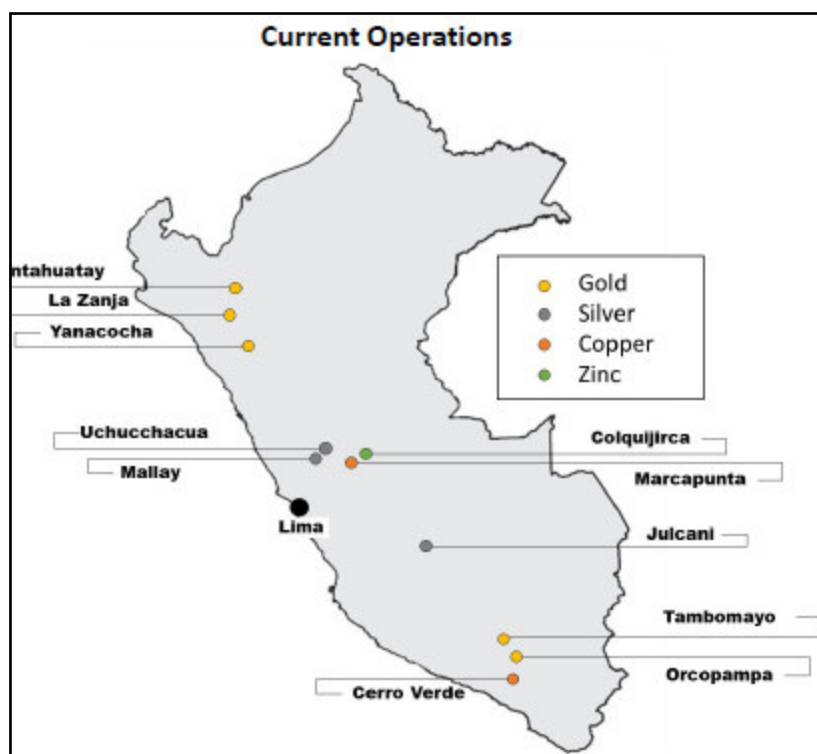 Current Operations
ntahuatay
La Zanja
Yanacocha
Gold
Silver
Copper
Zinc
Uchucchacua
Mallay
Colquijirca
Marcapunta
Lima
Julcani
Tambomayo
Orcopampa
Cerro Verde